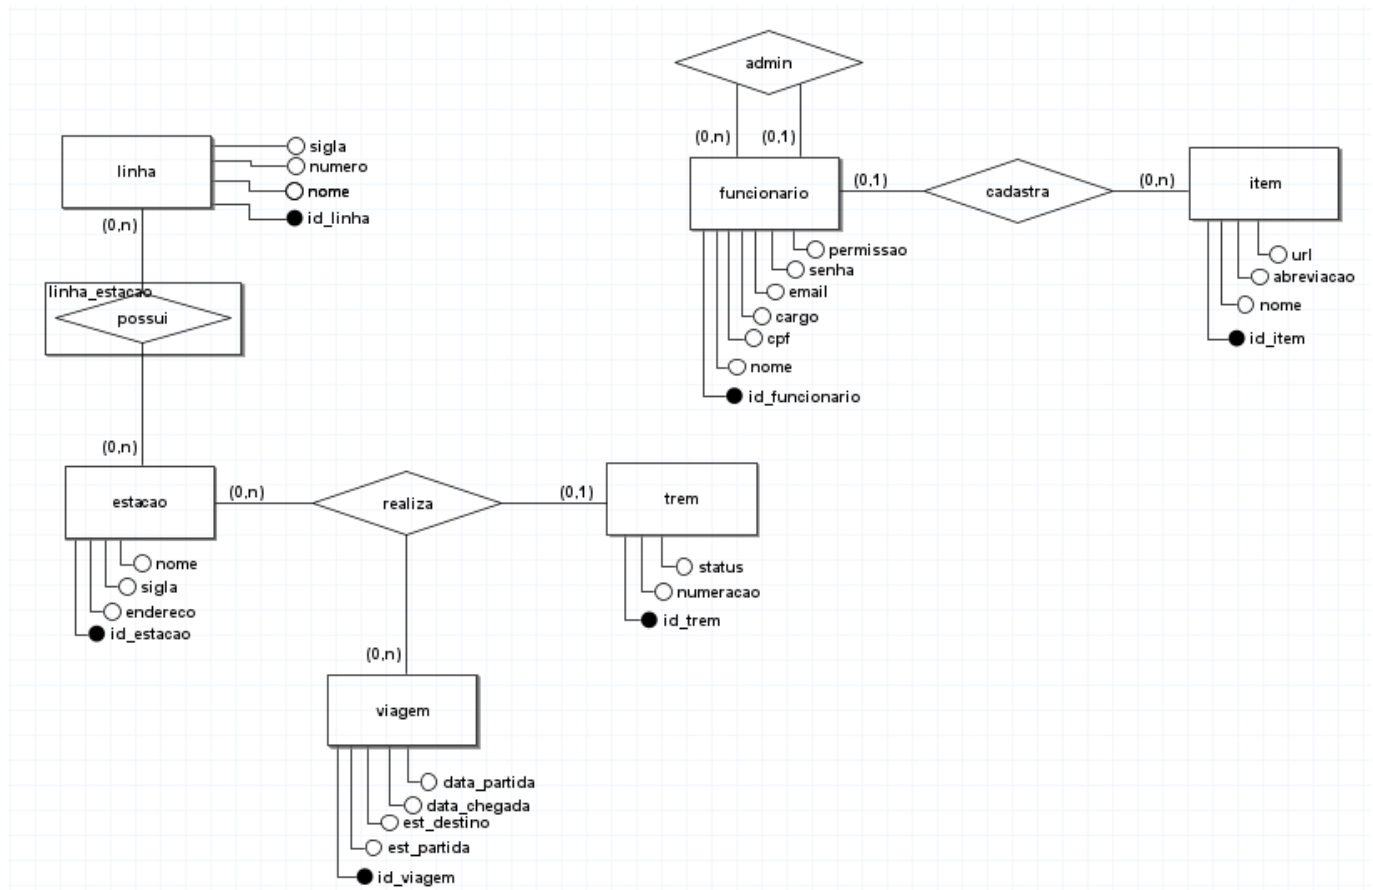 admin
(0,n)
(0,1)
linha
sigla
numero
nome
id_linha
(0,n)
linha_estacao
possui
(0,n)
funcionario
(0,1)
cadastra
(0,n)
item
permissao
senha
email
cargo
cpf
nome
id_funcionario
url
abreviacao
nome
id_item
estacao
(0,n)
realiza
(0,1)
trem
nome
sigla
endereco
id_estacao
status
numeracao
id_trem
(0,n)
viagem
data_partida
data_chegada
est_destino
est_partida
id_viagem